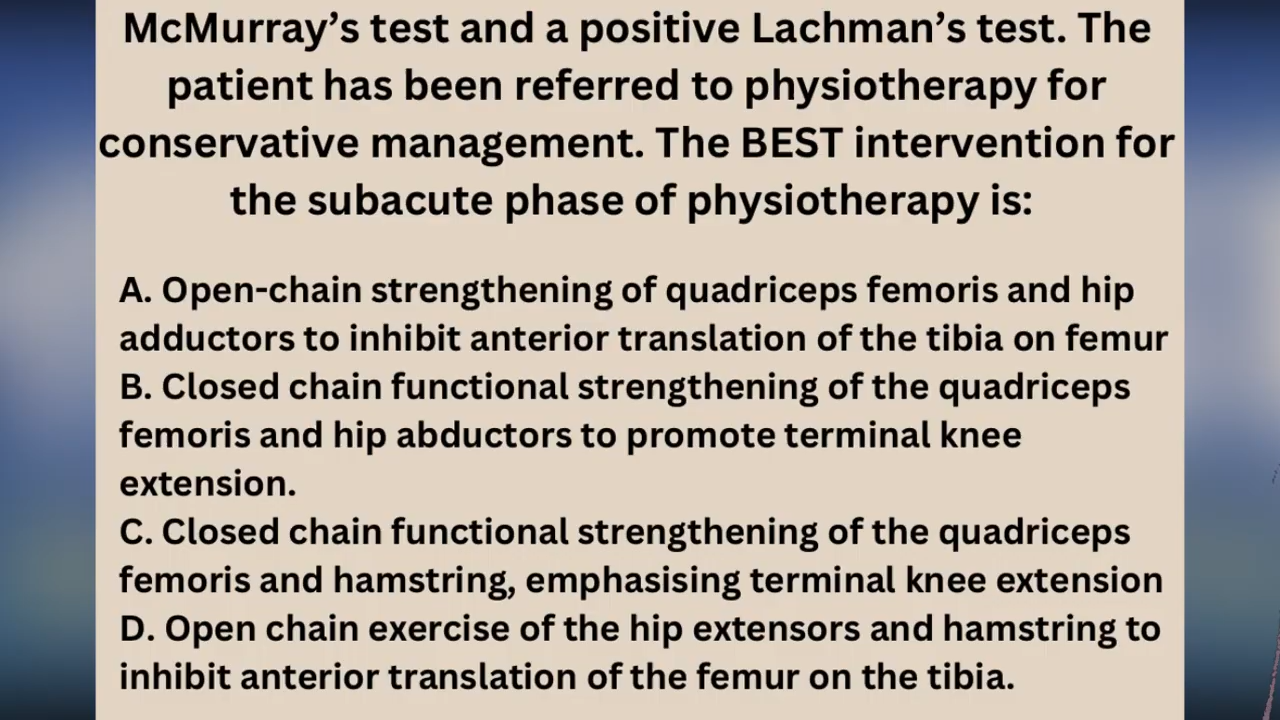 McMurray’s test and a positive Lachman’s test. The
patient has been referred to physiotherapy for
conservative management. The BEST intervention for
the subacute phase of physiotherapy is:
A. Open-chain strengthening of quadriceps femoris and hip
adductors to inhibit anterior translation of the tibia on femur
B. Closed chain functional strengthening of the quadriceps
femoris and hip abductors to promote terminal knee
extension.
C. Closed chain functional strengthening of the quadriceps
femoris and hamstring, emphasising terminal knee extension
D. Open chain exercise of the hip extensors and hamstring to
inhibit anterior translation of the femur on the tibia.